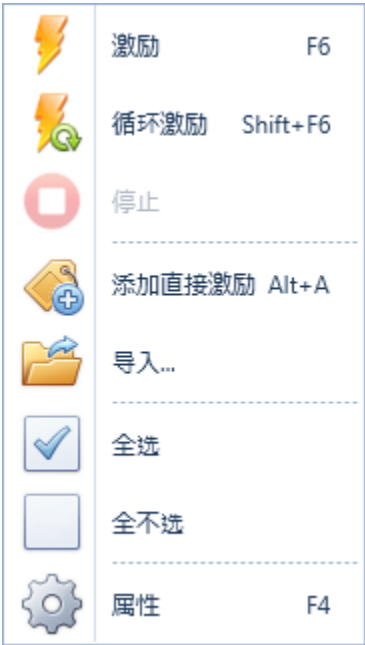 激励 F6
循环激励 Shift+F6
停止
添加直接激励 Alt+A
导入...
全选
全不选
属性 F4